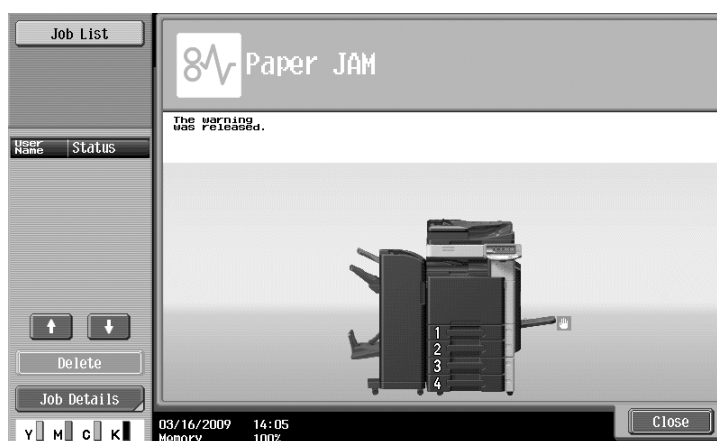 Job List
Paper JAM
The warning
was released.
User
Name
Status
1
2
3
4
Delete
Job Details
Y M C K
03/16/2009 14:05
Memory 100%
Close